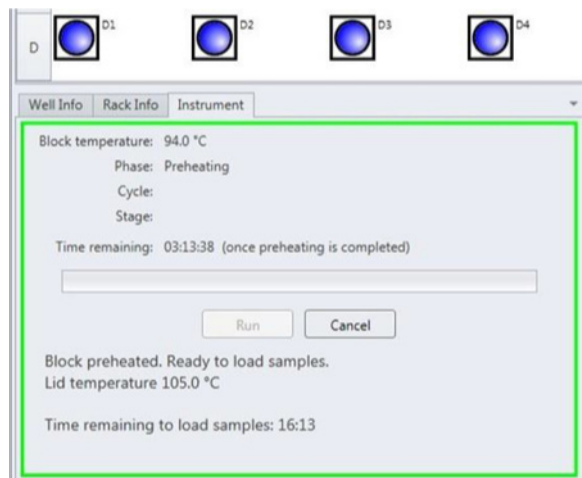 D D1 D2 D3 D4
Well Info Rack Info Instrument
Block temperature: 94.0 °C
Phase: Preheating
Cycle:
Stage:
Time remaining: 03:13:38 (once preheating is completed)
Run Cancel
Block preheated. Ready to load samples.
Lid temperature 105.0 °C
Time remaining to load samples: 16:13